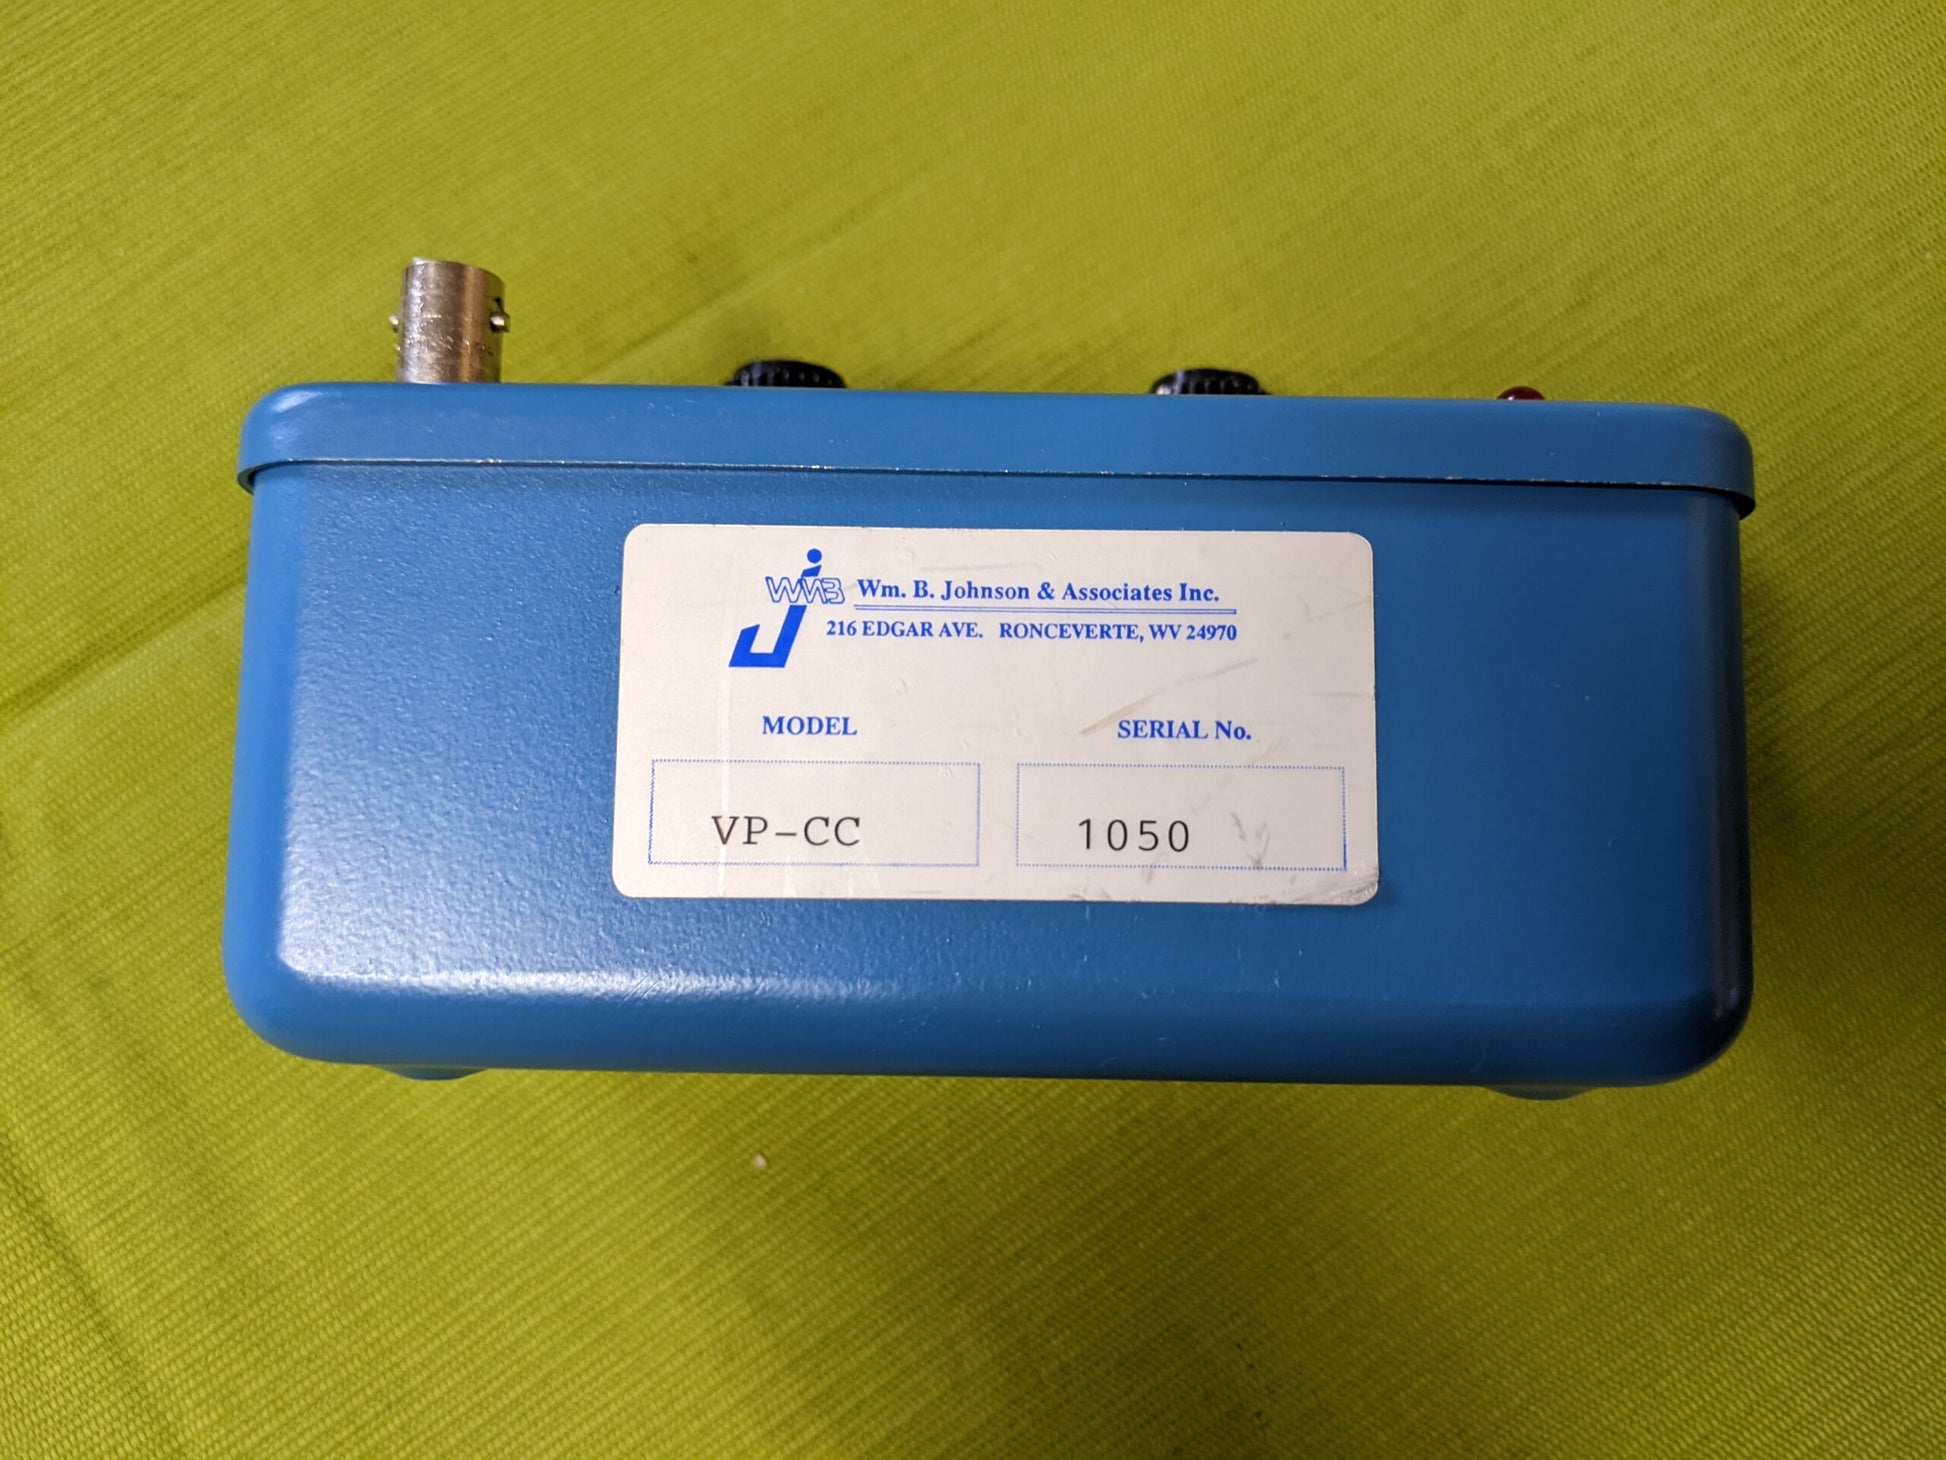 WMB
Wm. B. Johnson & Associates Inc.
216 EDGAR AVE. RONCEVERTE, WV 24970
MODEL SERIAL No.
VP-CC 1050